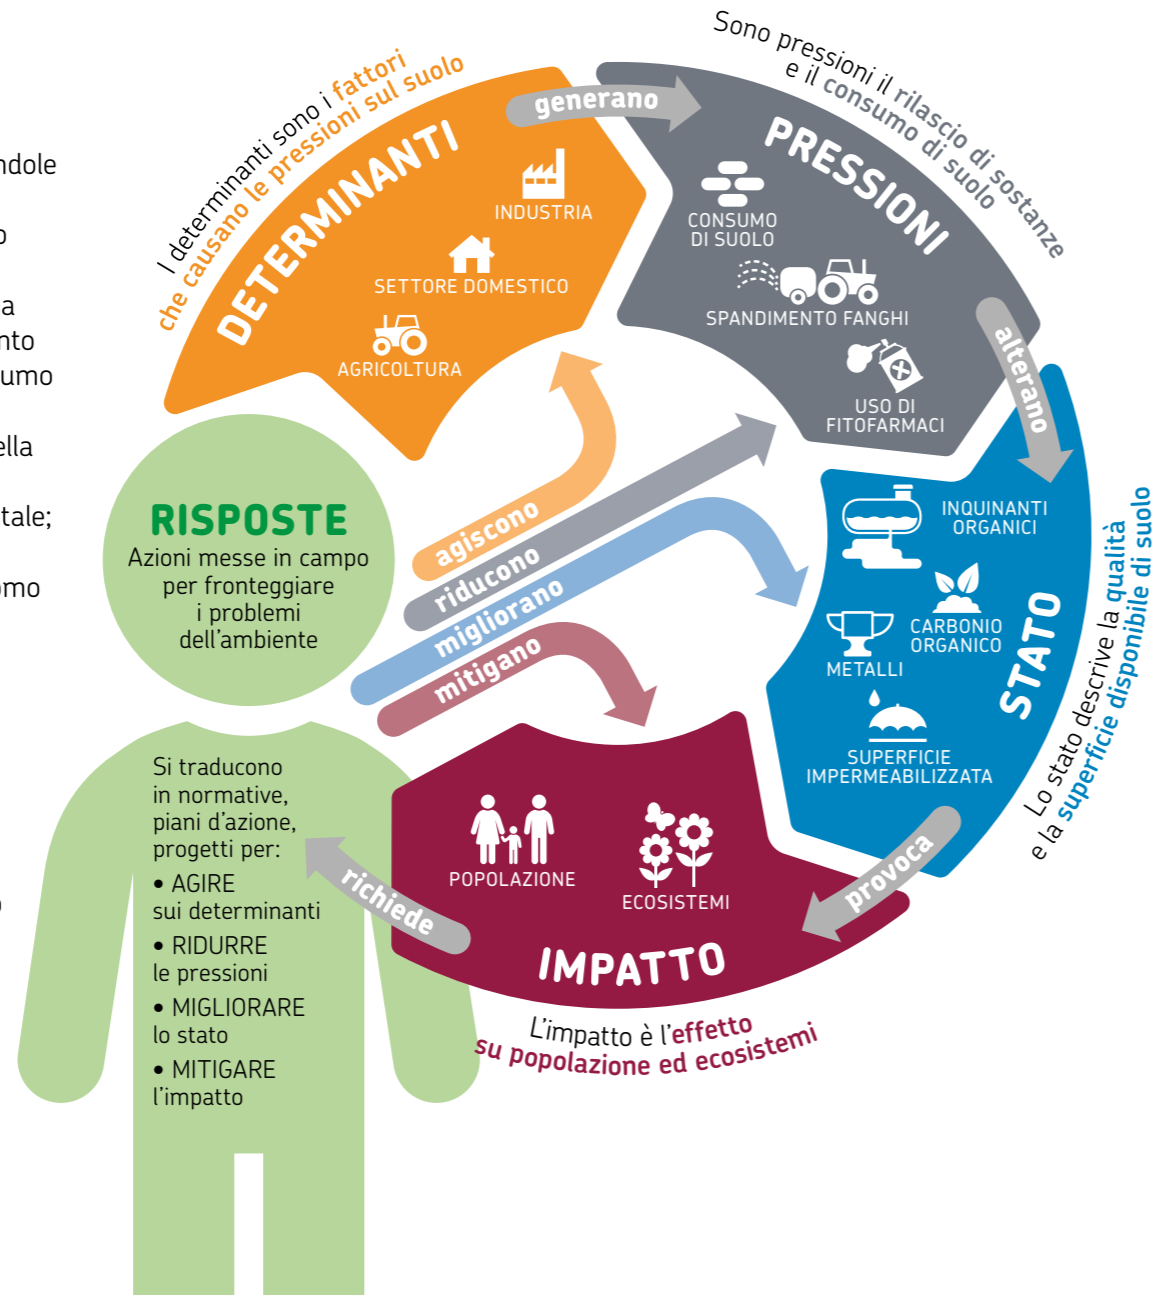 ndole
o
a
nto
umo
ella
tale;
omo
o
I determinanti sono i fattori
che causano le pressioni sul suolo
DETERMINANTI
INDUSTRIA
SETTORE DOMESTICO
AGRICOLTURA
generano
Sono pressioni il rilascio di sostanze
e il consumo di suolo
PRESSIONI
CONSUMO
DI SUOLO
SPANDIMENTO FANGHI
USO DI
FITOFARMACI
alterano
STATO
INQUINANTI
ORGANICI
CARBONIO
ORGANICO
METALLI
SUPERFICIE
IMPERMEABILIZZATA
Lo stato descrive la qualità
e la superficie disponibile di suolo
provoca
IMPATTO
POPOLAZIONE
ECOSISTEMI
L'impatto è l'effetto
su popolazione ed ecosistemi
richiede
RISPOSTE
Azioni messe in campo
per fronteggiare
i problemi
dell'ambiente
agiscono
riducono
migliorano
mitigano
Si traducono
in normative,
piani d'azione,
progetti per:
• AGIRE
sui determinanti
• RIDURRE
le pressioni
• MIGLIORARE
lo stato
• MITIGARE
l'impatto